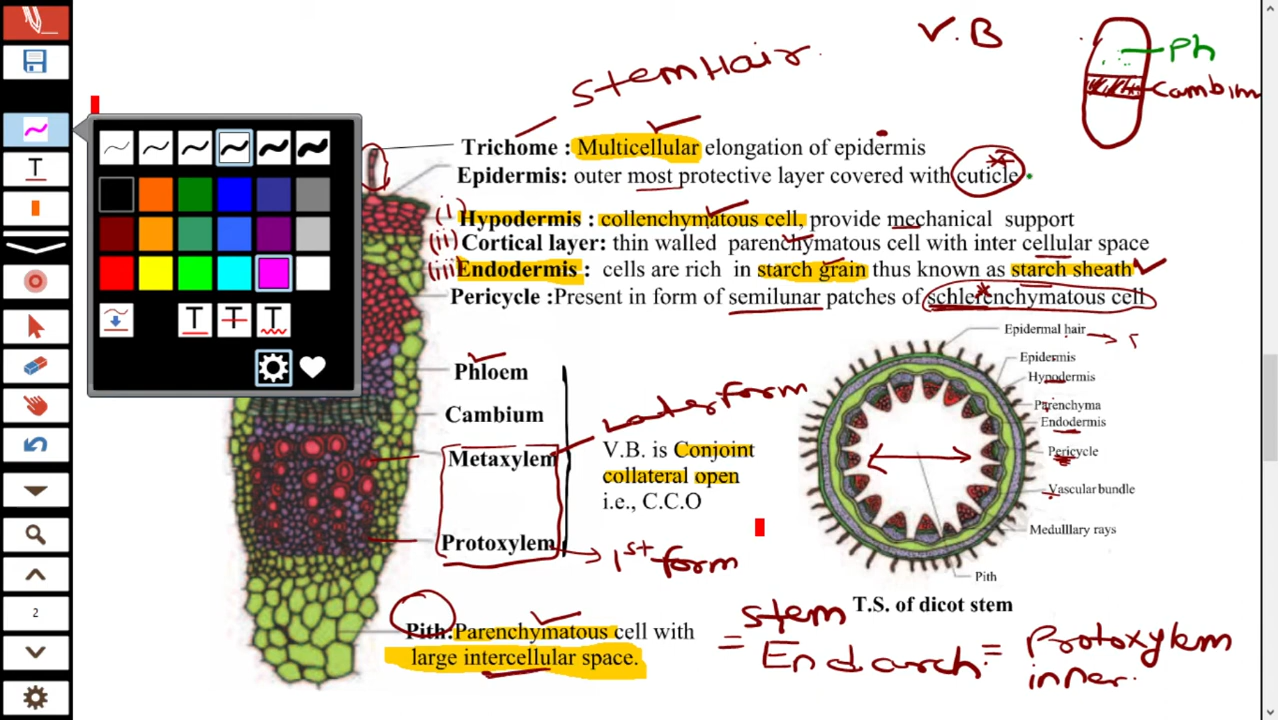 V.B
Ph
Cambium
Stem Hair
Trichome : Multicellular elongation of epidermis
Epidermis: outer most protective layer covered with cuticle
(i) Hypodermis : collenchymatous cell, provide mechanical support
(ii) Cortical layer: thin walled parenchymatous cell with inter cellular space
(iii) Endodermis : cells are rich in starch grain thus known as starch sheath
Pericycle :Present in form of semilunar patches of schlerenchymatous cell
Phloem
Cambium
Metaxylem
Protoxylem
Later form
V.B. is Conjoint
collateral open
i.e., C.C.O
1st form
Pith:Parenchymatous cell with
large intercellular space.
Epidermal hair
Epidermis
Hypodermis
Parenchyma
Endodermis
Pericycle
Vascular bundle
Medulllary rays
Pith
T.S. of dicot stem
= Stem
Endarch = Protoxylem
inner.
T
T
T
T
2